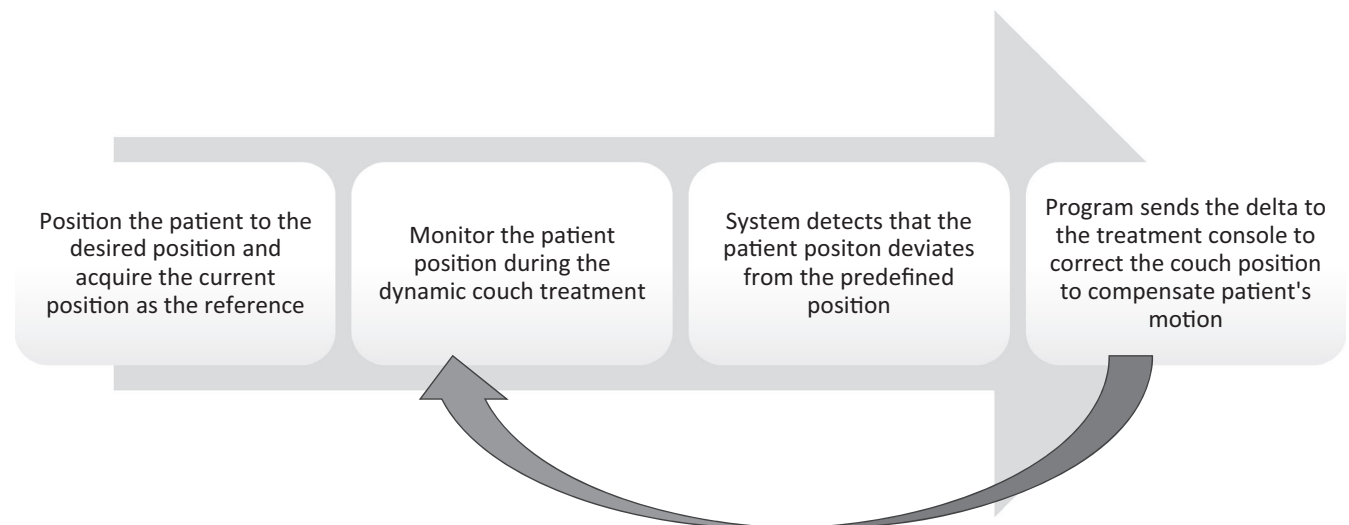 Position the patient to the
desired position and
acquire the current
position as the reference
Monitor the patient
position during the
dynamic couch treatment
System detects that the
patient positon deviates
from the predefined
position
Program sends the delta to
the treatment console to
correct the couch position
to compensate patient's
motion